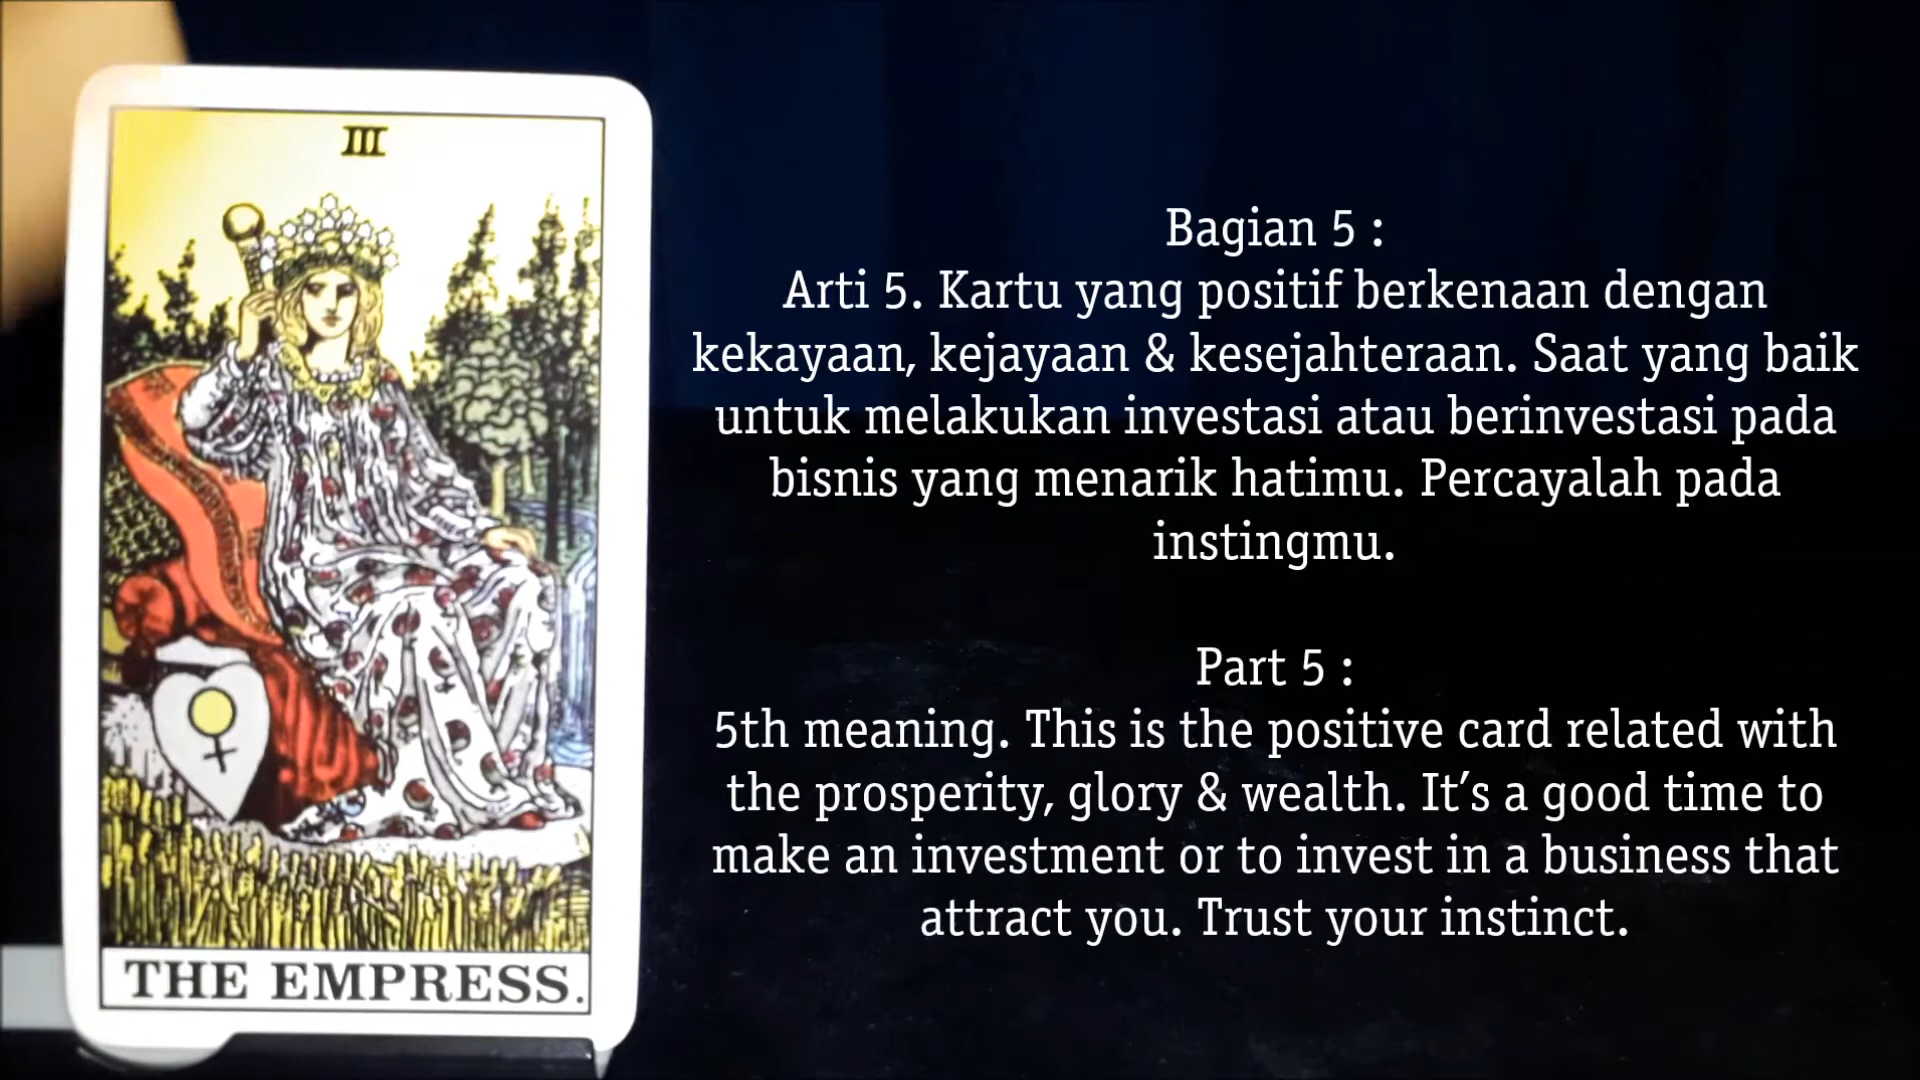 III
THE EMPRESS.
Bagian 5 :
Arti 5. Kartu yang positif berkenaan dengan
kekayaan, kejayaan & kesejahteraan. Saat yang baik
untuk melakukan investasi atau berinvestasi pada
bisnis yang menarik hatimu. Percayalah pada
instingmu.
Part 5 :
5th meaning. This is the positive card related with
the prosperity, glory & wealth. It's a good time to
make an investment or to invest in a business that
attract you. Trust your instinct.